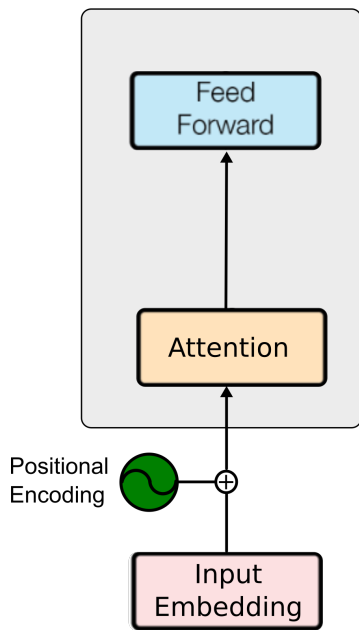 Feed
Forward
Attention
Positional
Encoding
Input
Embedding